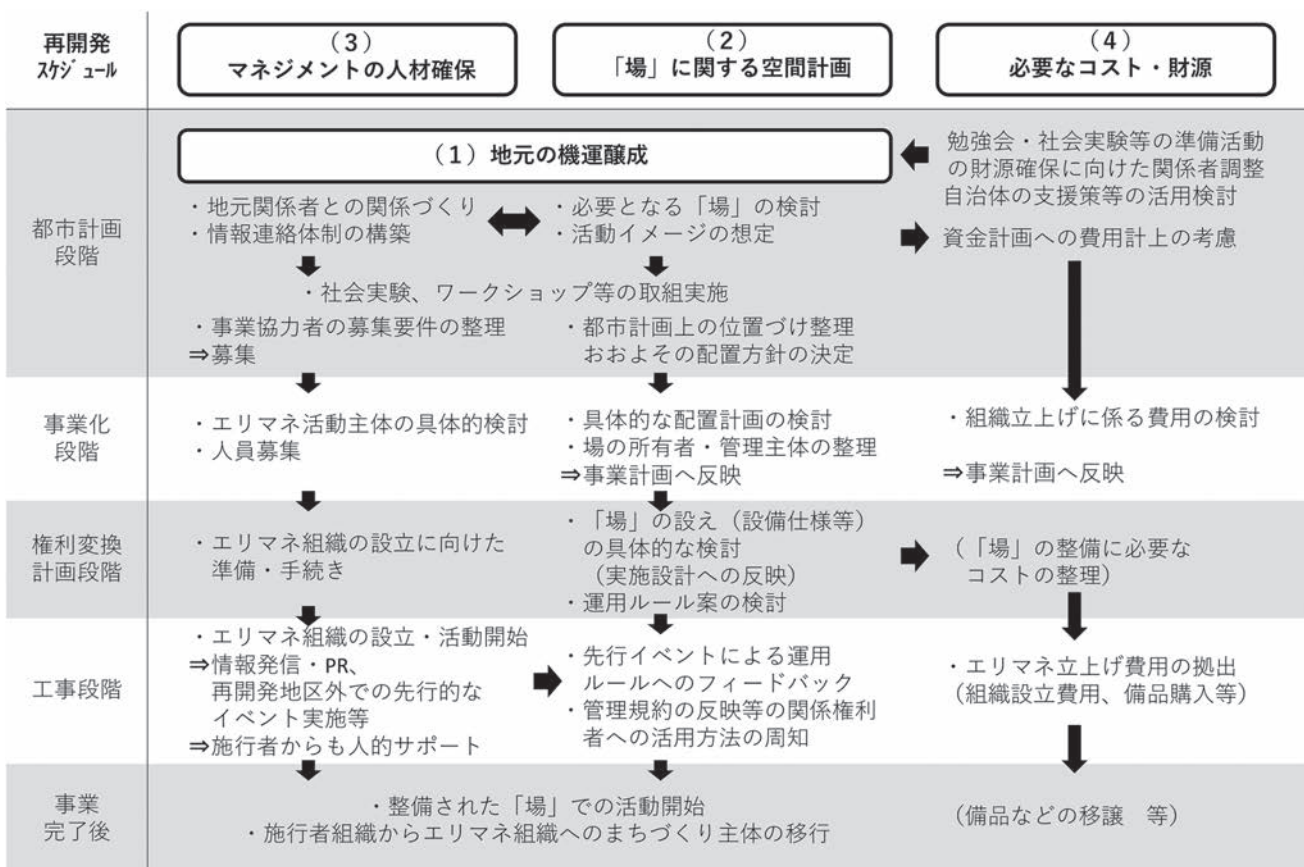 再開発
スケジュール
(3)
マネジメントの人材確保
(2)
「場」に関する空間計画
(4)
必要なコスト・財源
都市計画
段階
(1)地元の機運醸成
・地元関係者との関係づくり
・情報連絡体制の構築
・必要となる「場」の検討
・活動イメージの想定
勉強会・社会実験等の準備活動
の財源確保に向けた関係者調整
自治体の支援策等の活用検討
資金計画への費用計上の考慮
・社会実験、ワークショップ等の取組実施
・事業協力者の募集要件の整理
⇒募集
・都市計画上の位置づけ整理
おおよその配置方針の決定
事業化
段階
・エリマネ活動主体の具体的検討
・人員募集
・具体的な配置計画の検討
・場の所有者・管理主体の整理
⇒事業計画へ反映
・組織立上げに係る費用の検討
⇒事業計画へ反映
権利変換
計画段階
・エリマネ組織の設立に向けた
準備・手続き
・「場」の設え（設備仕様等）
の具体的な検討
（実施設計への反映）
・運用ルール案の検討
（「場」の整備に必要な
コストの整理）
工事段階
・エリマネ組織の設立・活動開始
⇒情報発信・PR、
再開発地区外での先行的な
イベント実施等
⇒施行者からも人的サポート
・先行イベントによる運用
ルールへのフィードバック
・管理規約の反映等の関係権利
者への活用方法の周知
・エリマネ立上げ費用の拠出
（組織設立費用、備品購入等）
事業
完了後
・整備された「場」での活動開始
・施行者組織からエリマネ組織へのまちづくり主体の移行
（備品などの移譲　等）